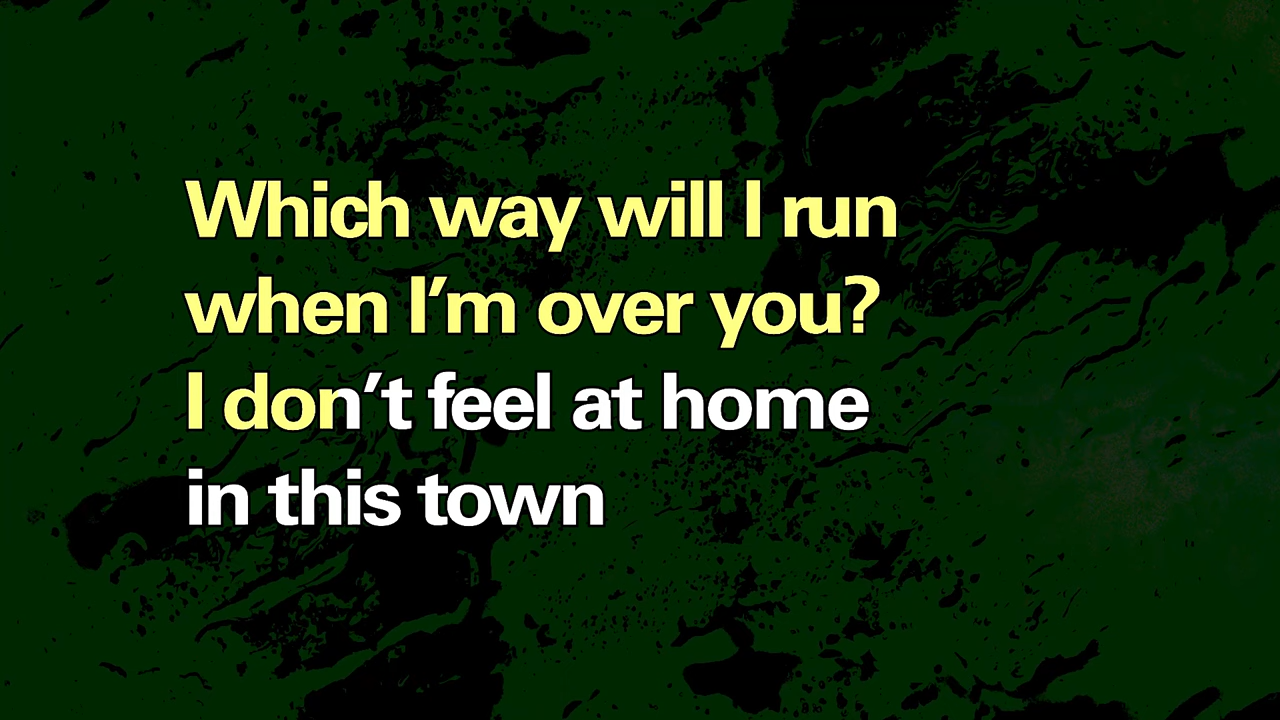 Which way will I run
when I’m over you?
I don’t feel at home
in this town